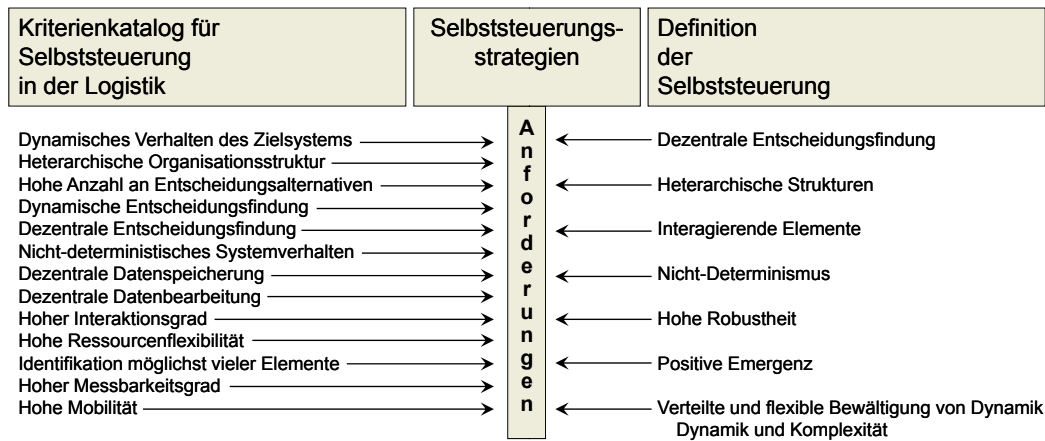 Kriterienkatalog für
Selbststeuerung
in der Logistik
Selbststeuerungs-
strategien
Definition
der
Selbststeuerung
Dynamisches Verhalten des Zielsystems
Heterarchische Organisationsstruktur
Hohe Anzahl an Entscheidungsalternativen
Dynamische Entscheidungsfindung
Dezentrale Entscheidungsfindung
Nicht-deterministisches Systemverhalten
Dezentrale Datenspeicherung
Dezentrale Datenbearbeitung
Hoher Interaktionsgrad
Hohe Ressourcenflexibilität
Identifikation möglichst vieler Elemente
Hoher Messbarkeitsgrad
Hohe Mobilität
Anforderungen
Dezentrale Entscheidungsfindung
Heterarchische Strukturen
Interagierende Elemente
Nicht-Determinismus
Hohe Robustheit
Positive Emergenz
Verteilte und flexible Bewältigung von Dynamik
Dynamik und Komplexität